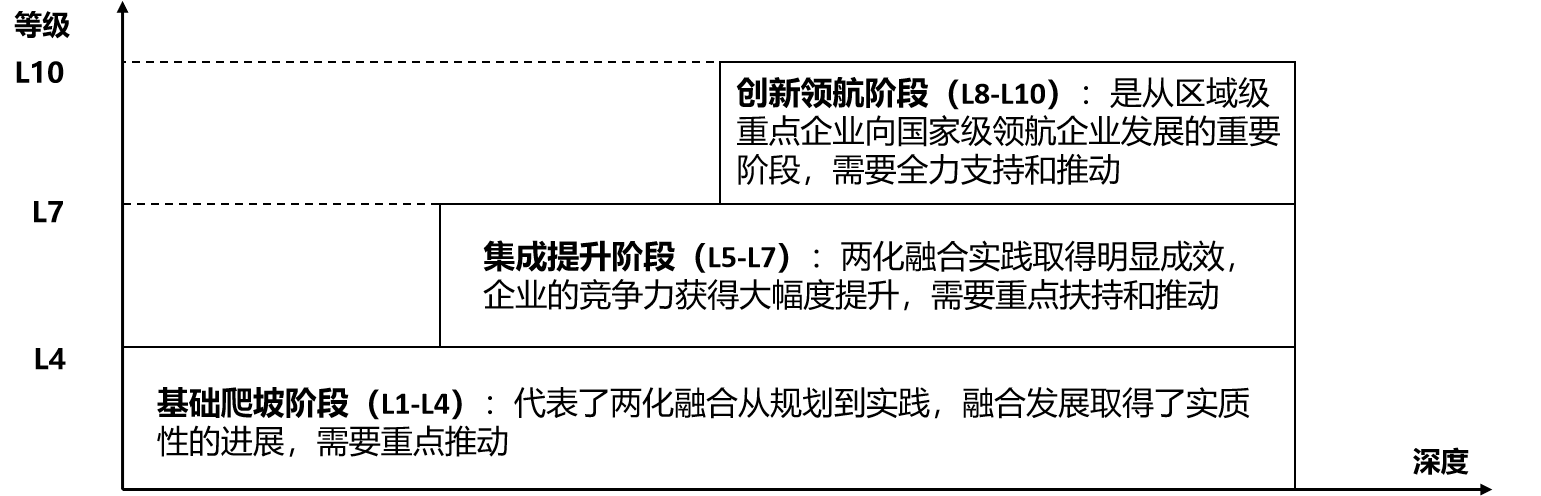 等级
L10
创新领航阶段（L8-L10）：是从区域级
重点企业向国家级领航企业发展的重要
阶段，需要全力支持和推动
L7
集成提升阶段（L5-L7）：两化融合实践取得明显成效，
企业的竞争力获得大幅度提升，需要重点扶持和推动
L4
基础爬坡阶段（L1-L4）：代表了两化融合从规划到实践，融合发展取得了实质
性的进展，需要重点推动
深度